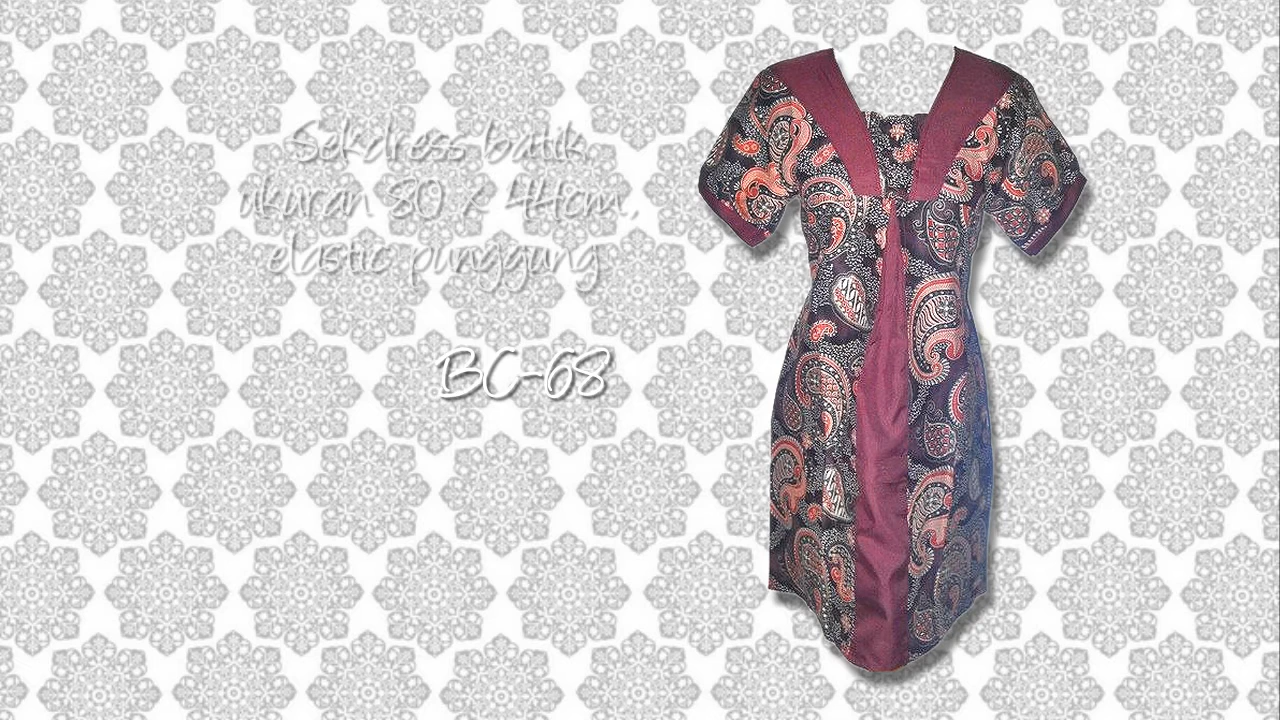 Sekdress batik
ukuran 80 x 44cm,
elastic punggung
BC-68